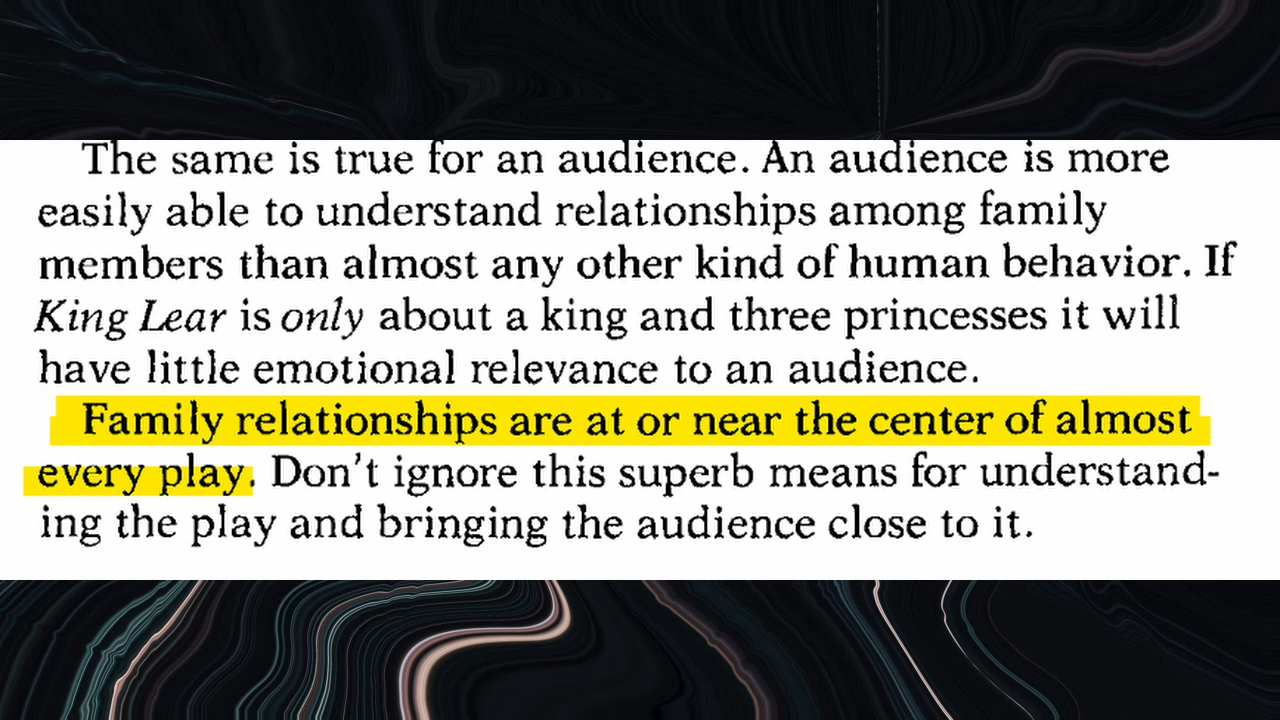 The same is true for an audience. An audience is more
easily able to understand relationships among family
members than almost any other kind of human behavior. If
King Lear is only about a king and three princesses it will
have little emotional relevance to an audience.
Family relationships are at or near the center of almost
every play. Don't ignore this superb means for understand-
ing the play and bringing the audience close to it.